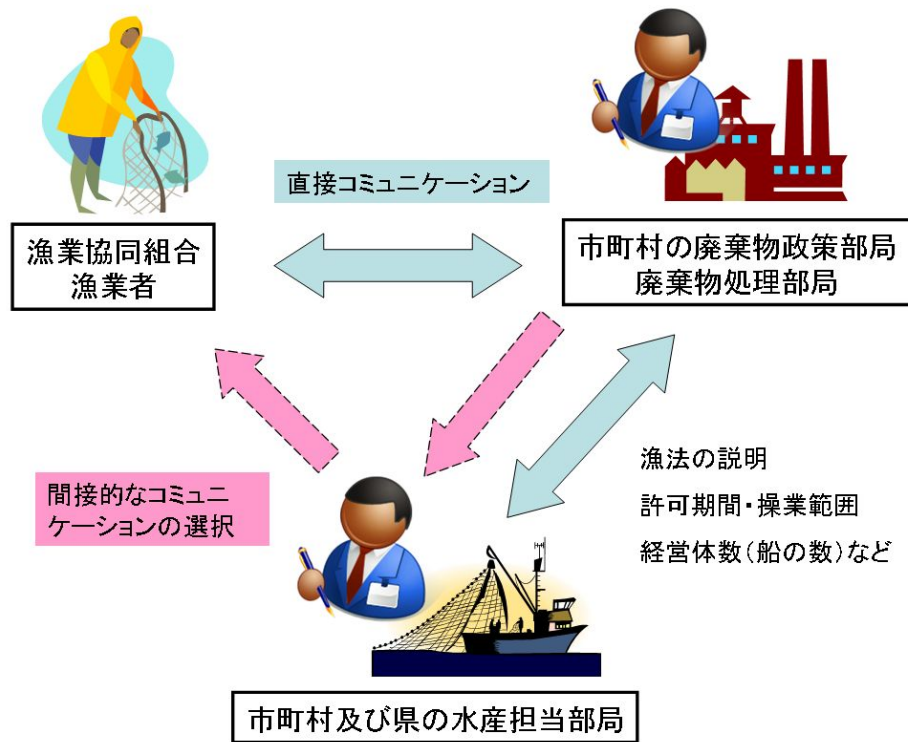 直接コミュニケーション
漁業協同組合
漁業者
市町村の廃棄物政策部局
廃棄物処理部局
間接的なコミュニ
ケーションの選択
漁法の説明
許可期間・操業範囲
経営体数(船の数)など
市町村及び県の水産担当部局